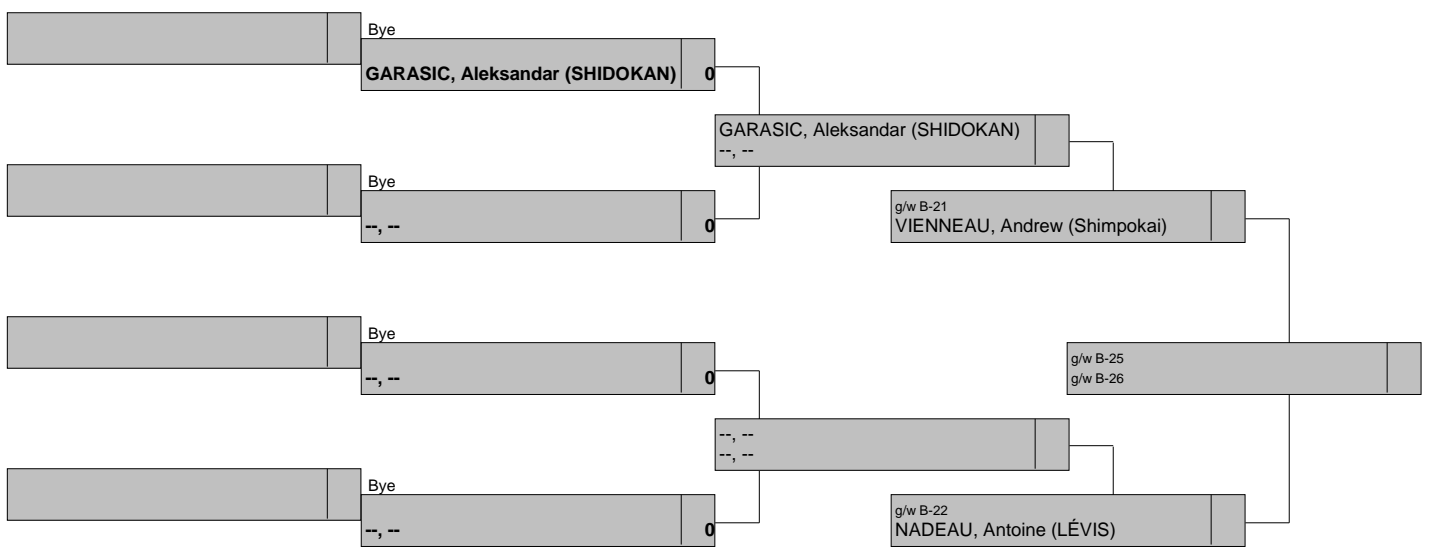 Bye
GARASIC, Aleksandar (SHIDOKAN) 0
GARASIC, Aleksandar (SHIDOKAN)
--, --
Bye
--, -- 0
g/w B-21
VIENNEAU, Andrew (Shimpokai)
Bye
--, -- 0
g/w B-25
g/w B-26
--, --
--, --
Bye
--, -- 0
g/w B-22
NADEAU, Antoine (LÉVIS)